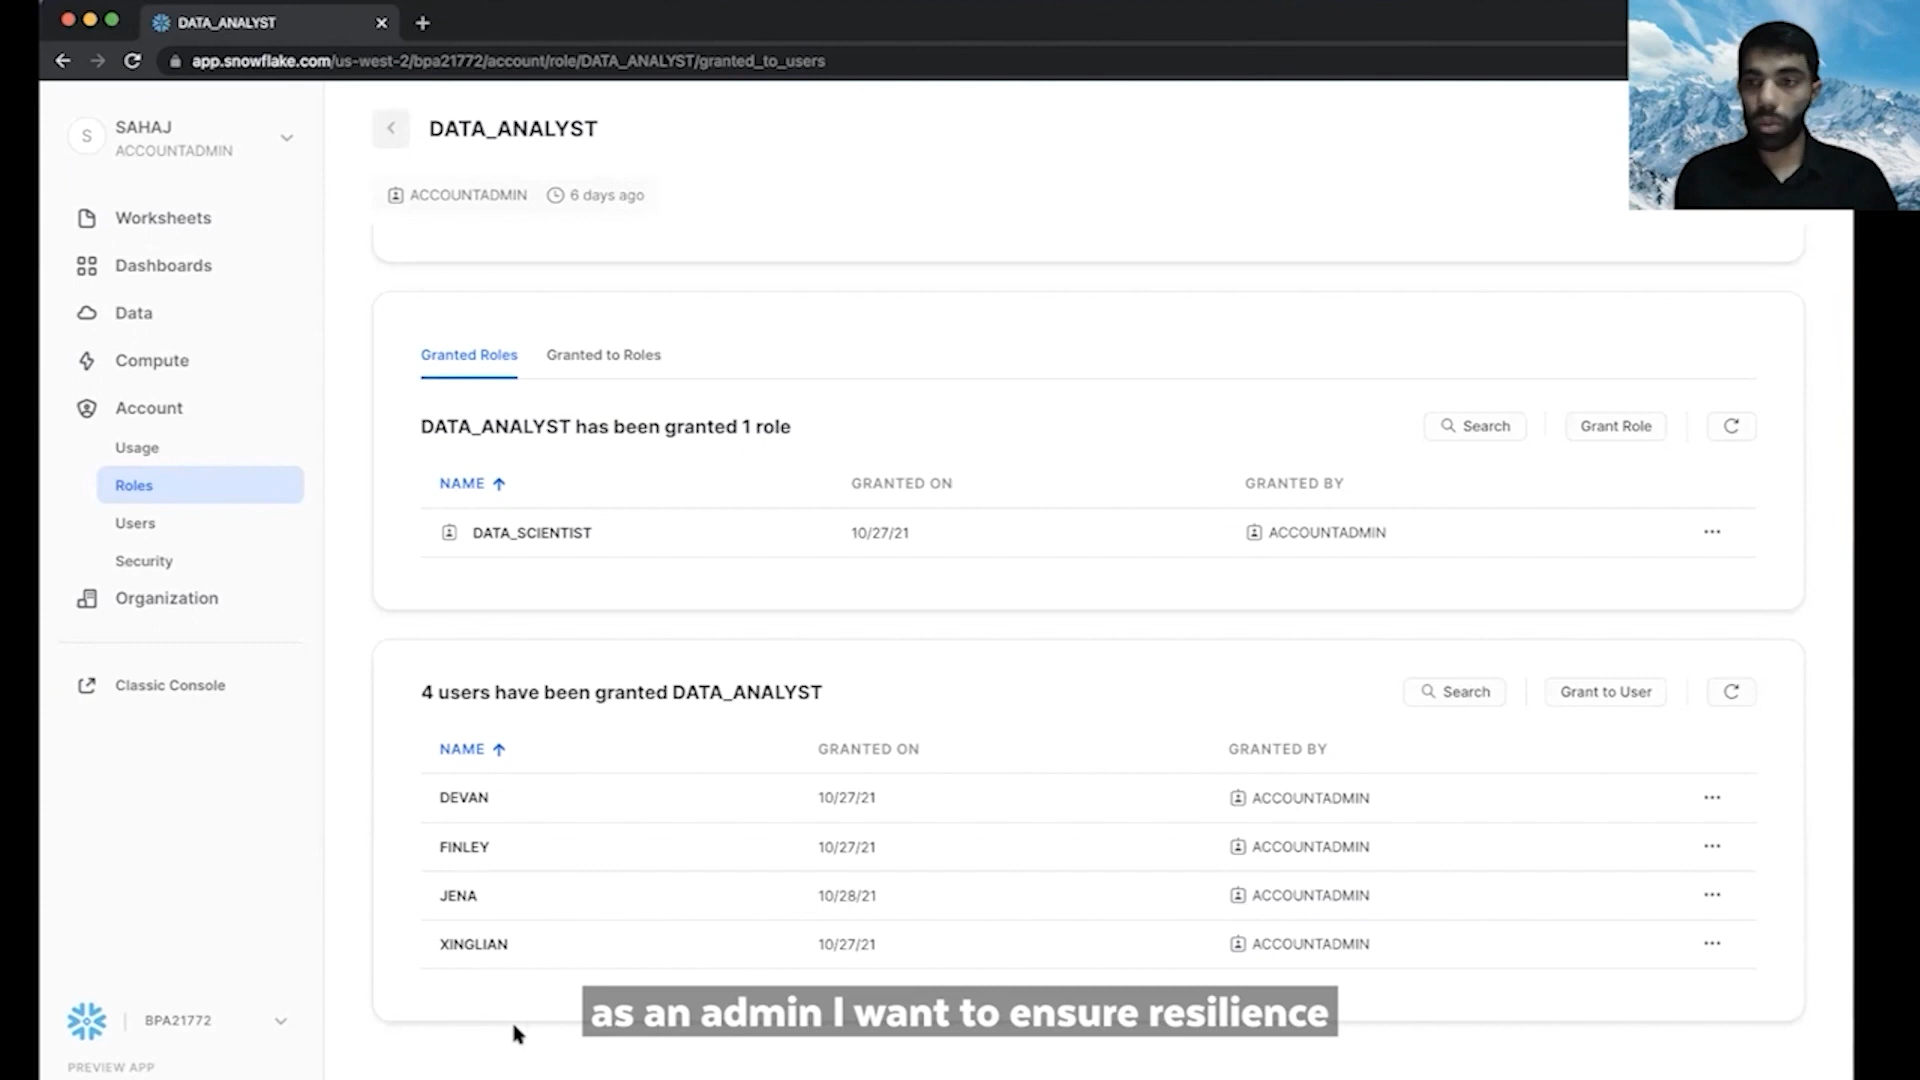 DATA_ANALYST
app.snowflake.com/us-west-2/bpa21772/account/role/DATA_ANALYST/granted_to_users
S
SAHAJ
ACCOUNTADMIN
Worksheets
Dashboards
Data
Compute
Account
Usage
Roles
Users
Security
Organization
Classic Console
BPA21772
PREVIEW APP
DATA_ANALYST
ACCOUNTADMIN 6 days ago
Granted Roles Granted to Roles
DATA_ANALYST has been granted 1 role Search Grant Role
NAME GRANTED ON GRANTED BY
DATA_SCIENTIST 10/27/21 ACCOUNTADMIN
4 users have been granted DATA_ANALYST Search Grant to User
NAME GRANTED ON GRANTED BY
DEVAN 10/27/21 ACCOUNTADMIN
FINLEY 10/27/21 ACCOUNTADMIN
JENA 10/28/21 ACCOUNTADMIN
XINGLIAN 10/27/21 ACCOUNTADMIN
as an admin I want to ensure resilience